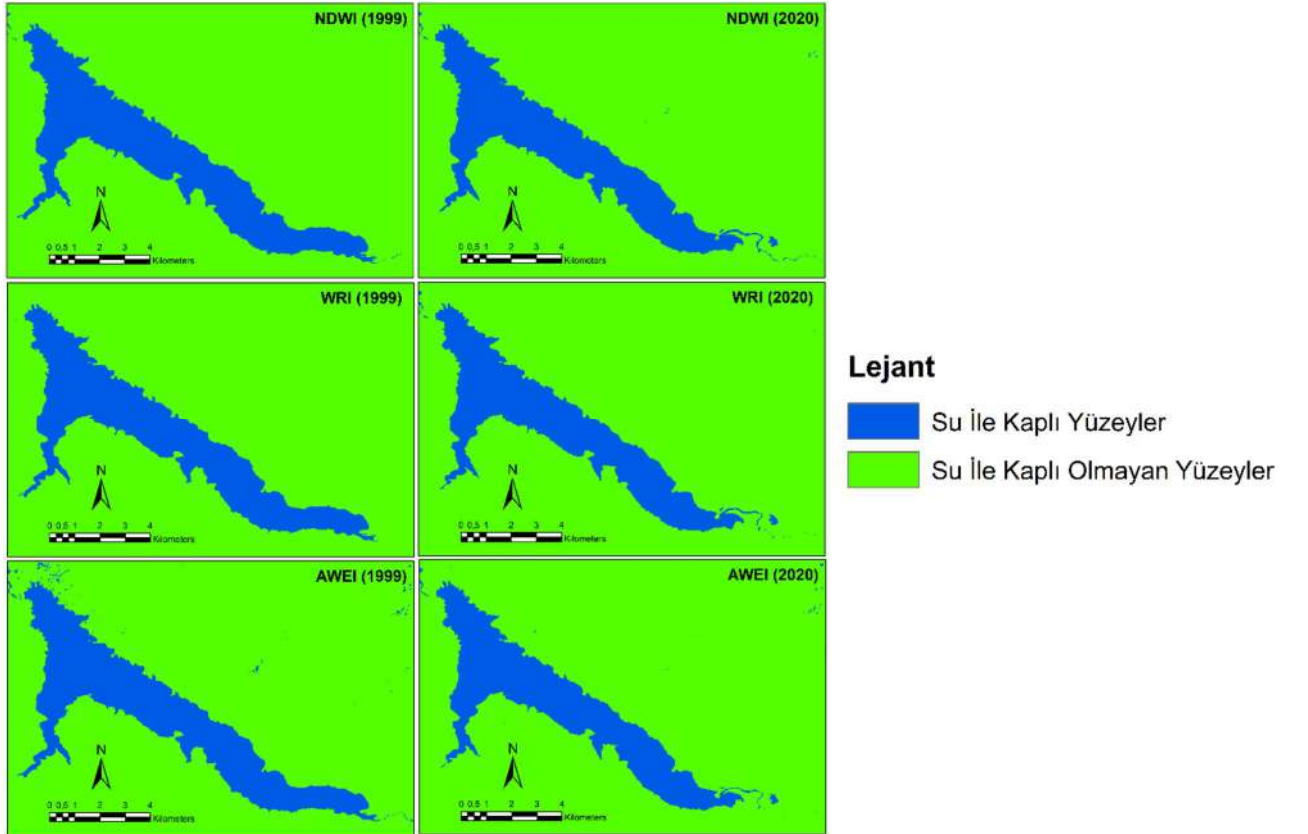 NDWI (1999)
N
0 0,5 1 2 3 4
Kilometers
NDWI (2020)
N
0 0,5 1 2 3 4
Kilometers
WRI (1999)
N
0 0,5 1 2 3 4
Kilometers
WRI (2020)
N
0 0,5 1 2 3 4
Kilometers
AWEI (1999)
N
0 0,5 1 2 3 4
Kilometers
AWEI (2020)
N
0 0,5 1 2 3 4
Kilometers
Lejant
Su İle Kaplı Yüzeyler
Su İle Kaplı Olmayan Yüzeyler